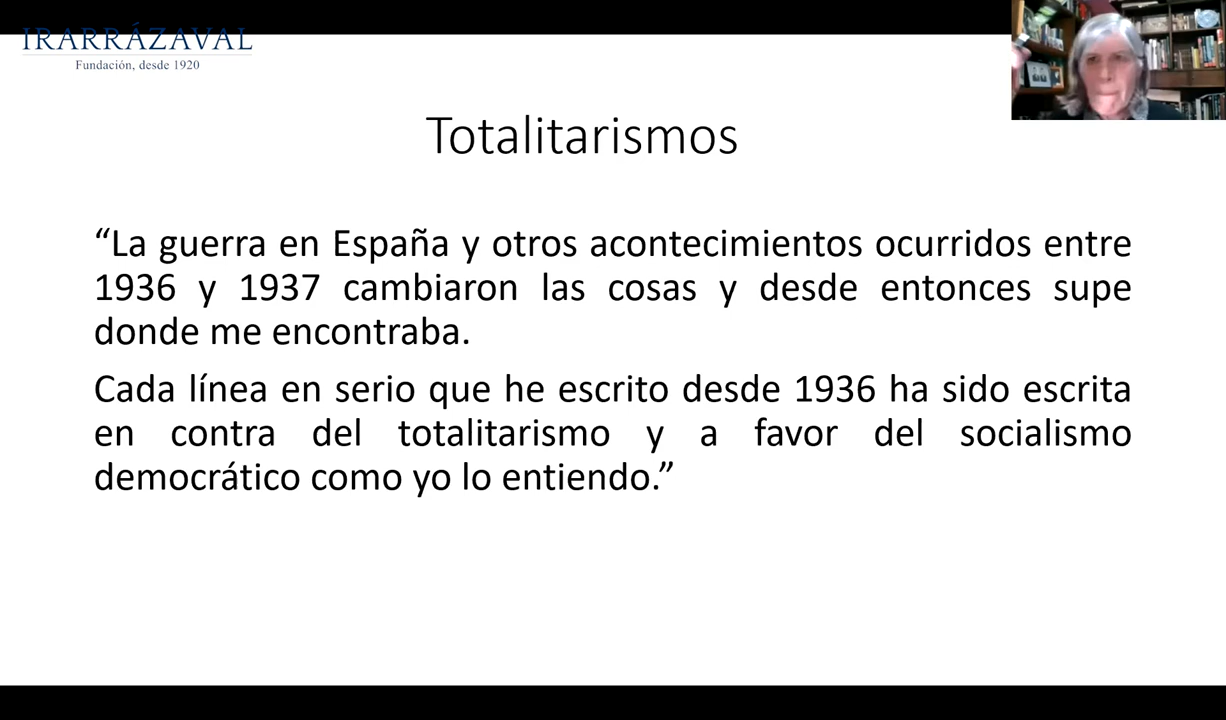 IRARRÁZAVAL
Fundación, desde 1920
Totalitarismos
“La guerra en España y otros acontecimientos ocurridos entre
1936 y 1937 cambiaron las cosas y desde entonces supe
donde me encontraba.
Cada línea en serio que he escrito desde 1936 ha sido escrita
en contra del totalitarismo y a favor del socialismo
democrático como yo lo entiendo.”